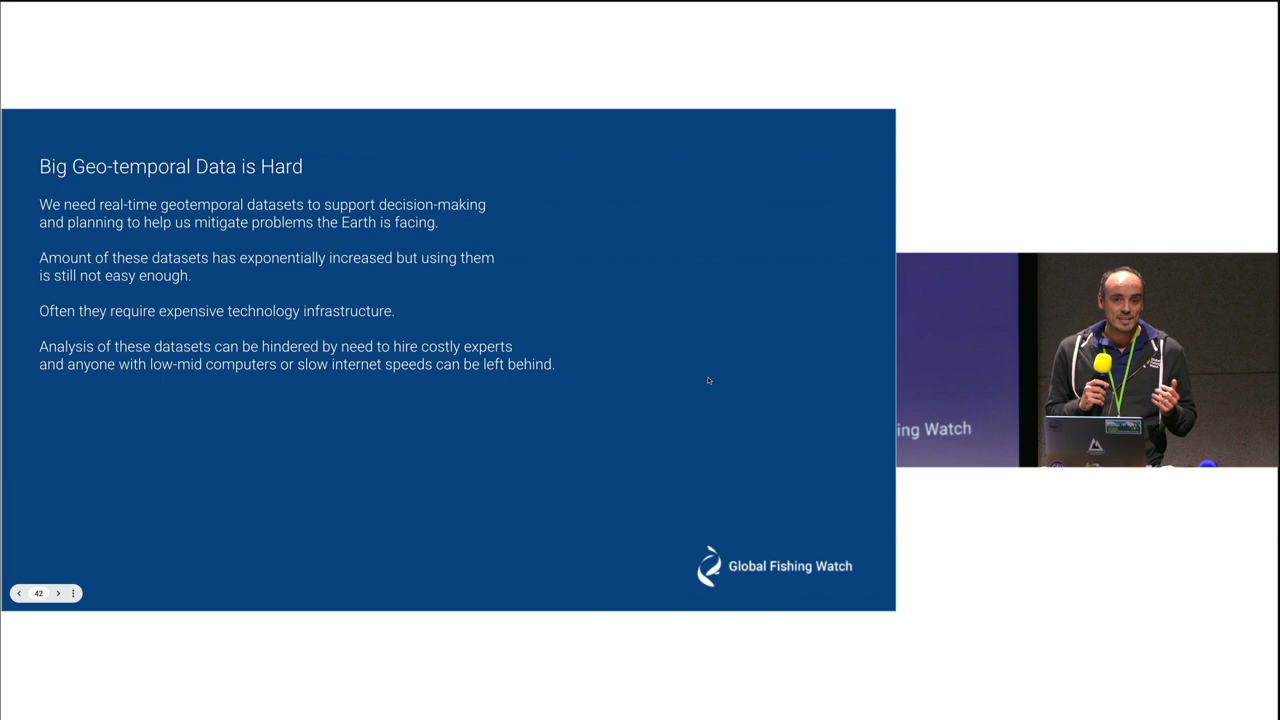 Big Geo-temporal Data is Hard
We need real-time geotemporal datasets to support decision-making
and planning to help us mitigate problems the Earth is facing.
Amount of these datasets has exponentially increased but using them
is still not easy enough.
Often they require expensive technology infrastructure.
Analysis of these datasets can be hindered by need to hire costly experts
and anyone with low-mid computers or slow internet speeds can be left behind.
Global Fishing Watch
42
ing Watch